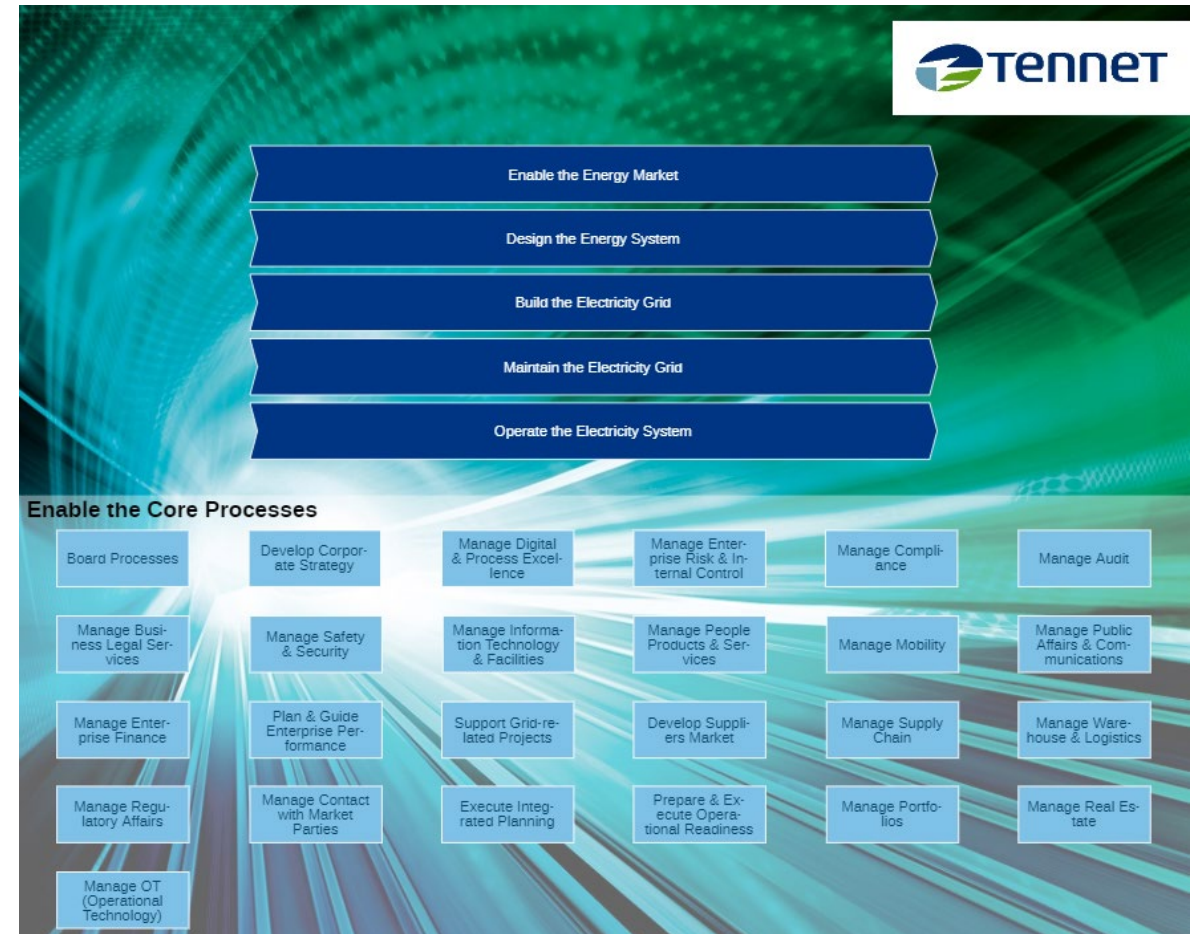 TenneT
Enable the Energy Market
Design the Energy System
Build the Electricity Grid
Maintain the Electricity Grid
Operate the Electricity System
Enable the Core Processes
Board Processes
Develop Corpor-
ate Strategy
Manage Digital
& Process Excel-
lence
Manage Enter-
prise Risk & In-
ternal Control
Manage Compli-
ance
Manage Audit
Manage Busi-
ness Legal Ser-
vices
Manage Safety
& Security
Manage Informa-
tion Technology
& Facilities
Manage People
Products & Ser-
vices
Manage Mobility
Manage Public
Affairs & Com-
munications
Manage Enter-
prise Finance
Plan & Guide
Enterprise Per-
formance
Support Grid-re-
lated Projects
Develop Suppli-
ers Market
Manage Supply
Chain
Manage Ware-
house & Logistics
Manage Regu-
latory Affairs
Manage Contact
with Market
Parties
Execute Integ-
rated Planning
Prepare & Ex-
ecute Opera-
tional Readiness
Manage Portfo-
lios
Manage Real Es-
tate
Manage OT
(Operational
Technology)